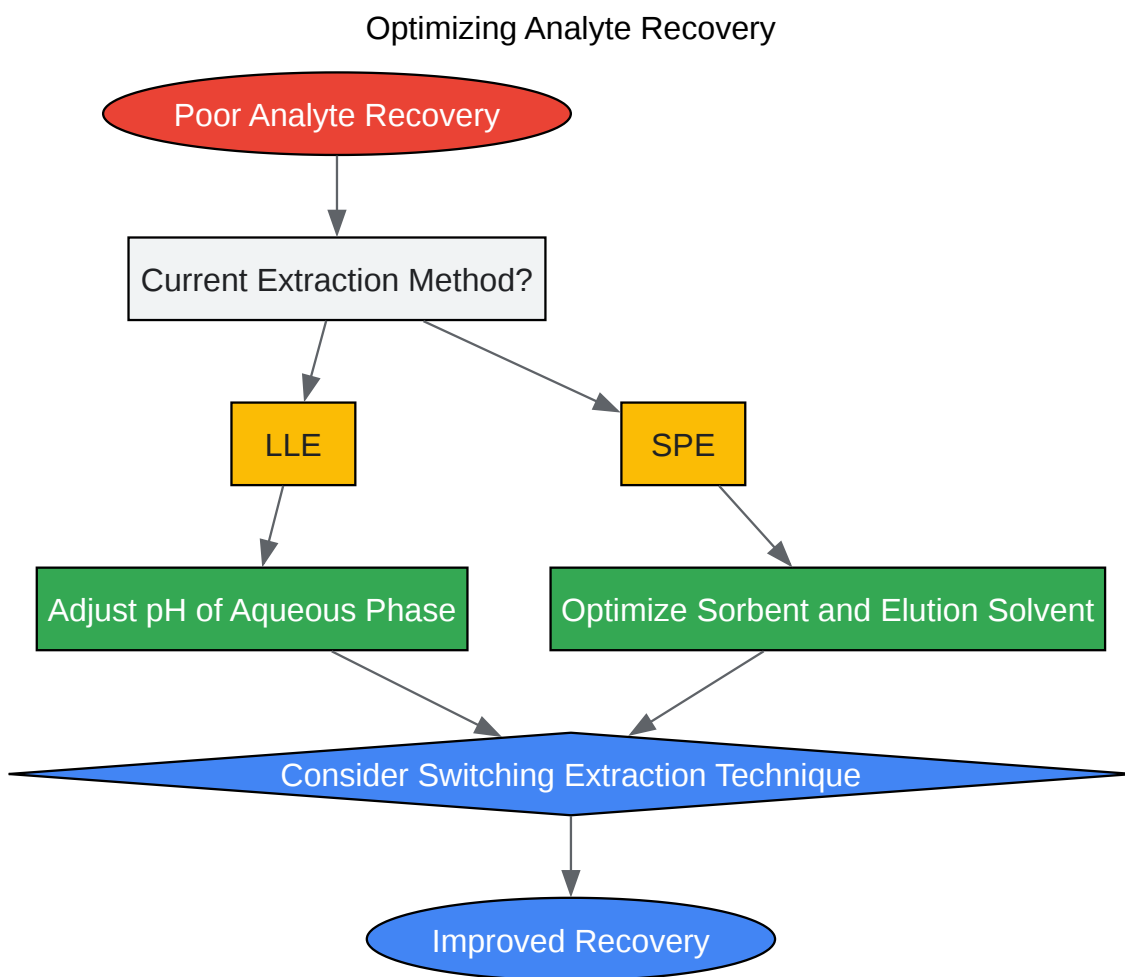 Optimizing Analyte Recovery
Poor Analyte Recovery
Current Extraction Method?
LLE
SPE
Adjust pH of Aqueous Phase
Optimize Sorbent and Elution Solvent
Consider Switching Extraction Technique
Improved Recovery